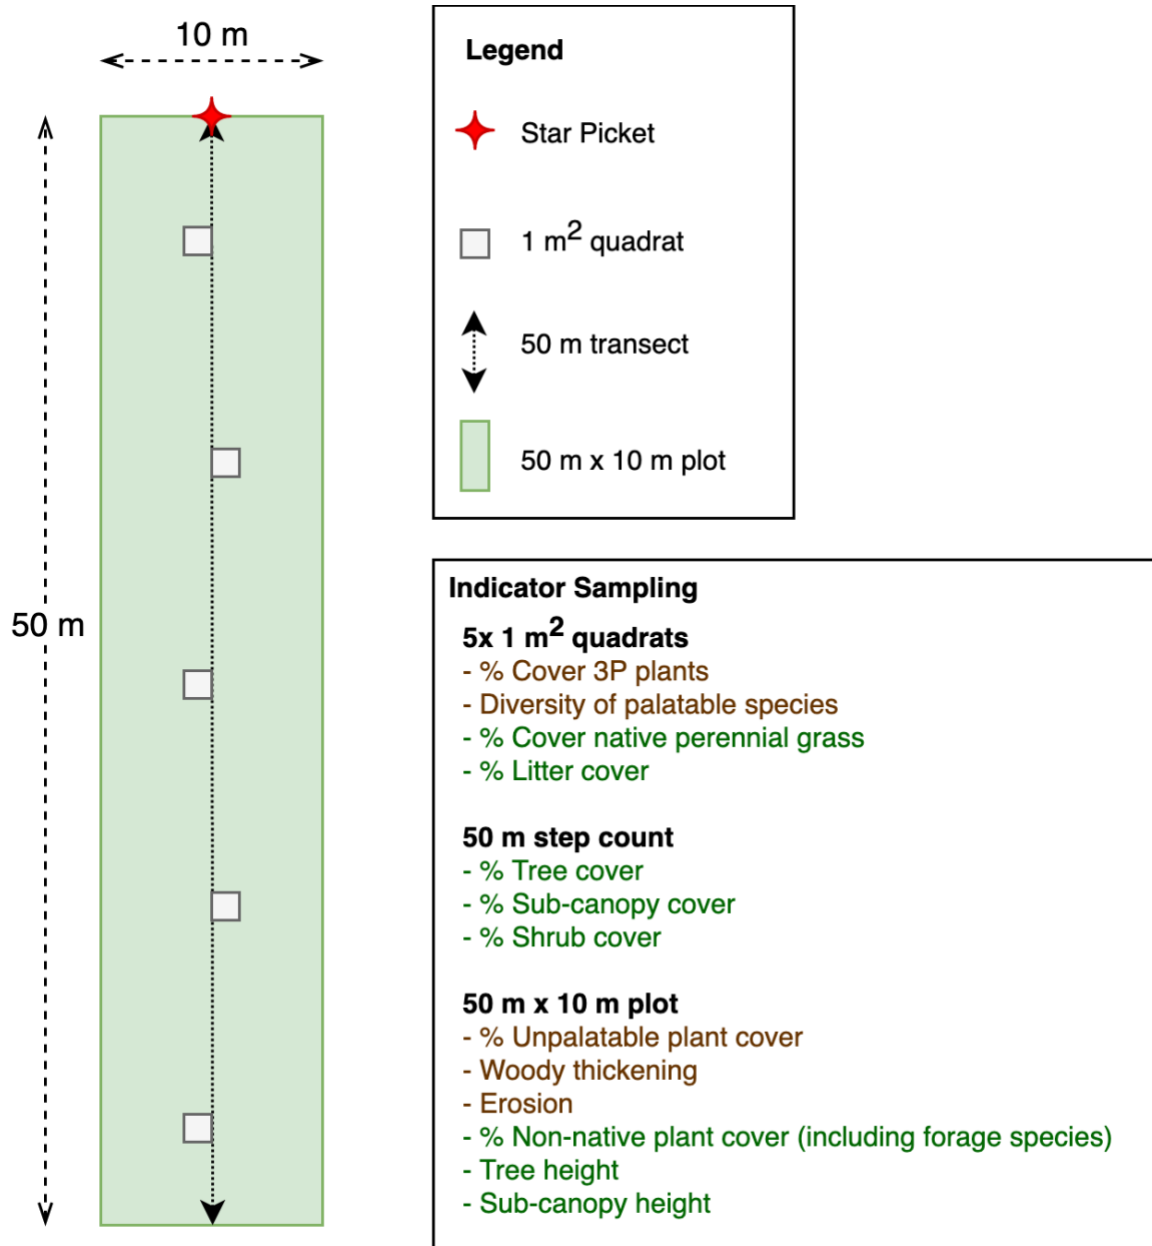 10 m
50 m
Legend
Star Picket
1 m² quadrat
50 m transect
50 m x 10 m plot
Indicator Sampling
5x 1 m² quadrats
- % Cover 3P plants
- Diversity of palatable species
- % Cover native perennial grass
- % Litter cover
50 m step count
- % Tree cover
- % Sub-canopy cover
- % Shrub cover
50 m x 10 m plot
- % Unpalatable plant cover
- Woody thickening
- Erosion
- % Non-native plant cover (including forage species)
- Tree height
- Sub-canopy height